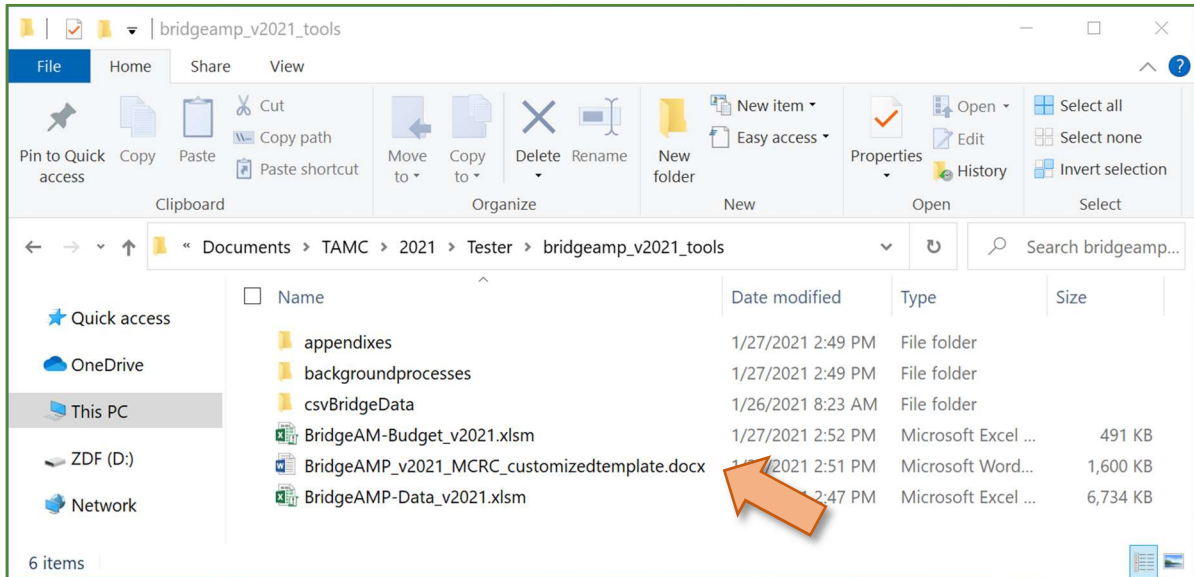 bridgeamp_v2021_tools
File Home Share View
Pin to Quick access
Copy
Paste
Cut
Copy path
Paste shortcut
Move to
Copy to
Delete
Rename
New folder
New item
Easy access
Properties
Open
Edit
History
Select all
Select none
Invert selection
Clipboard Organize New Open Select
« Documents > TAMC > 2021 > Tester > bridgeamp_v2021_tools
Search bridgeamp...
Quick access
OneDrive
This PC
ZDF (D:)
Network
Name Date modified Type Size
appendixes 1/27/2021 2:49 PM File folder
backgroundprocesses 1/27/2021 2:49 PM File folder
csvBridgeData 1/26/2021 8:23 AM File folder
BridgeAM-Budget_v2021.xlsm 1/27/2021 2:52 PM Microsoft Excel ... 491 KB
BridgeAMP_v2021_MCRC_customizedtemplate.docx 2021 2:51 PM Microsoft Word... 1,600 KB
BridgeAMP-Data_v2021.xlsm 2:47 PM Microsoft Excel ... 6,734 KB
6 items